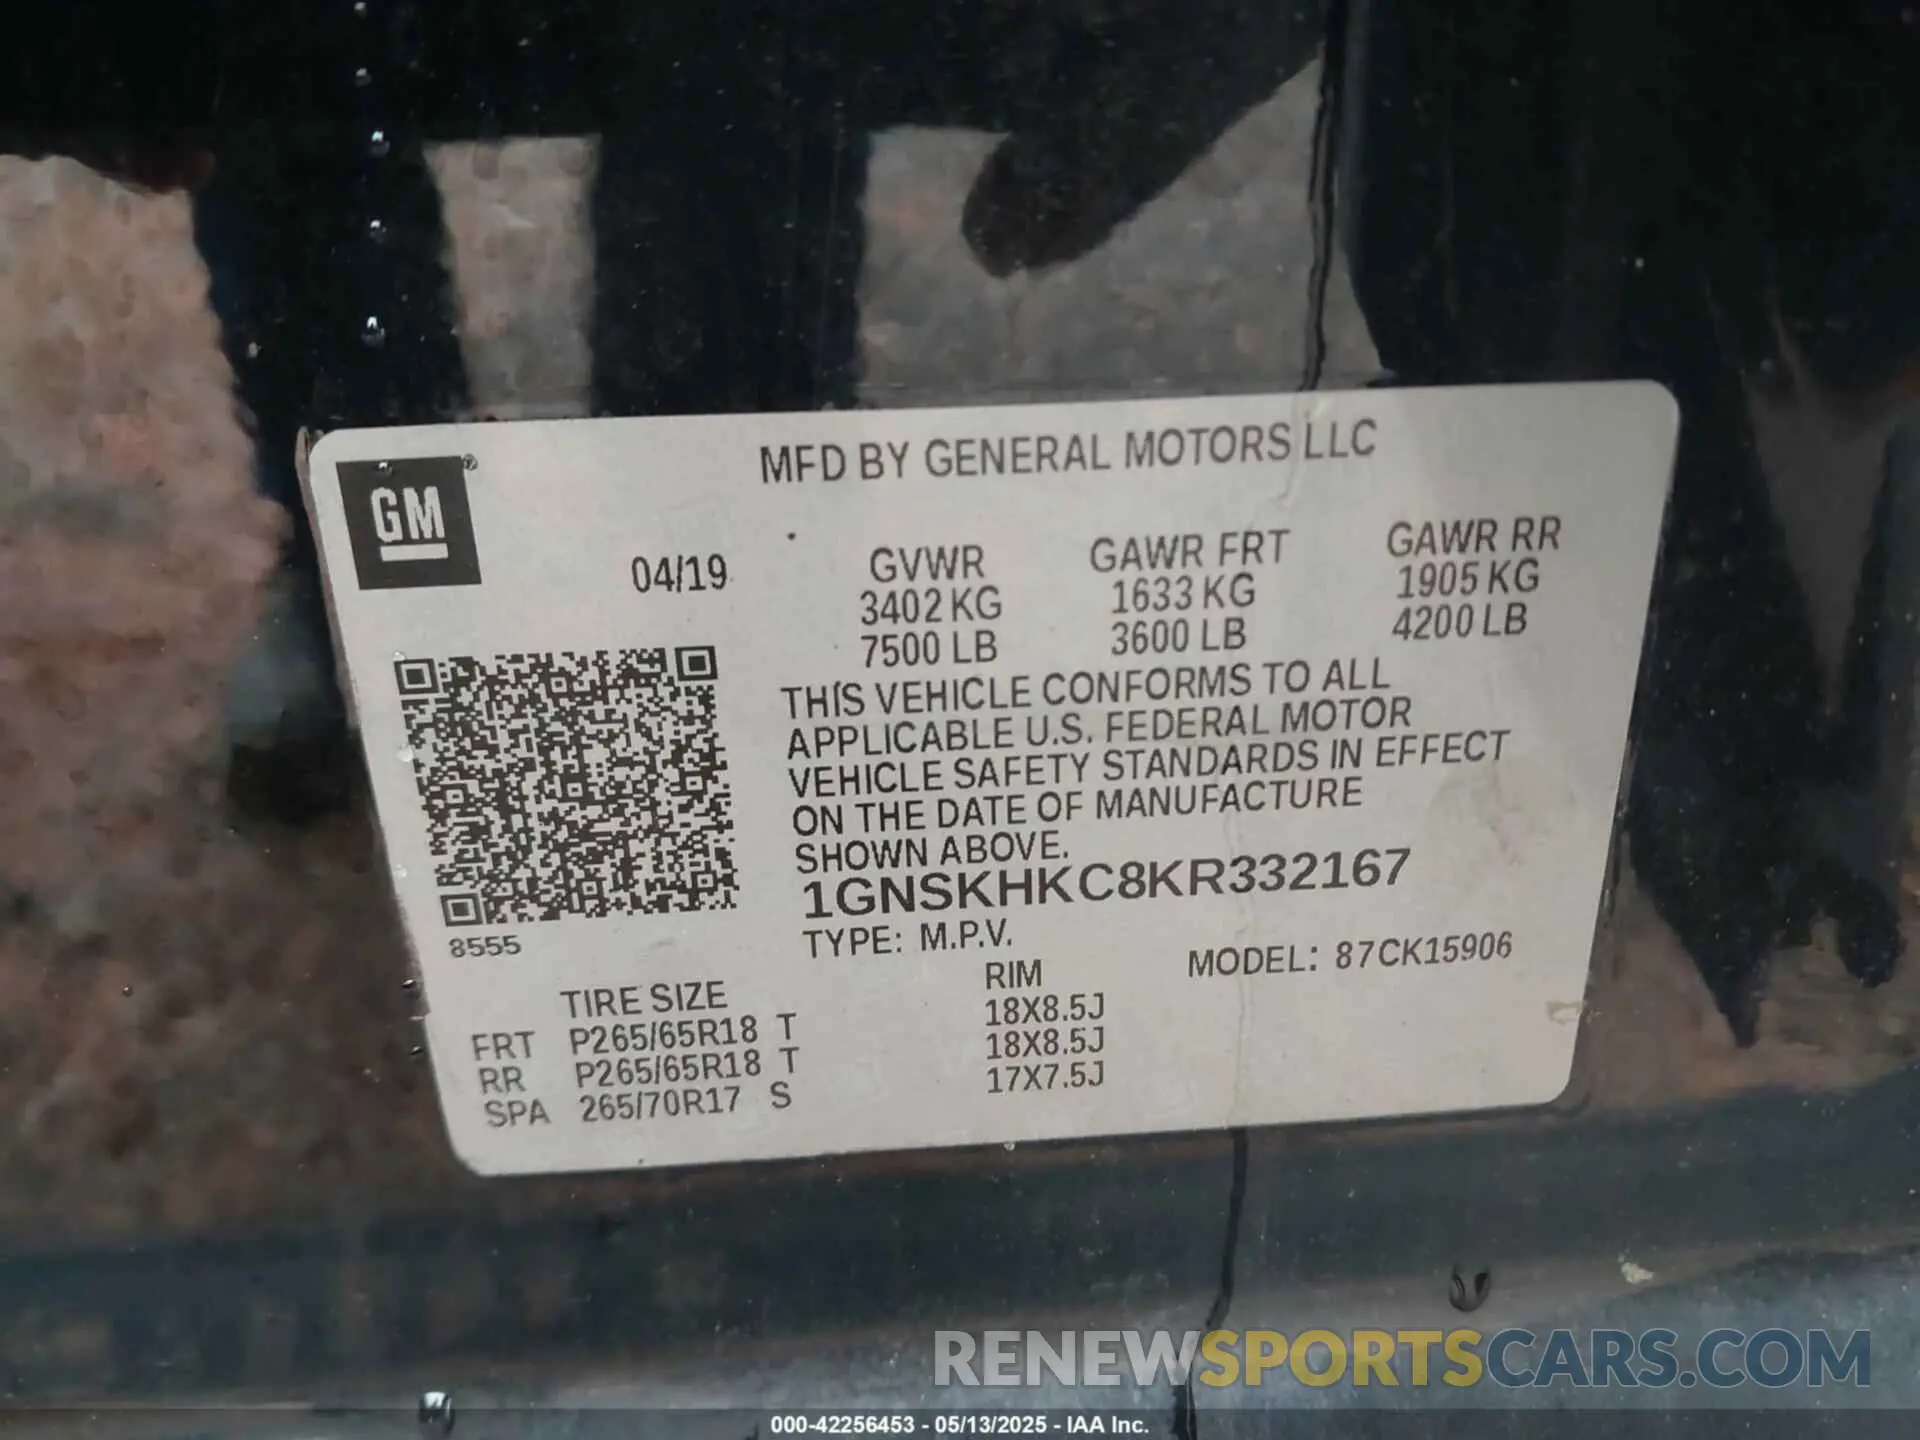 MFD BY GENERAL MOTORS LLC
GM®
04/19
GVWR GAWR FRT GAWR RR
3402 KG 1633 KG 1905 KG
7500 LB 3600 LB 4200 LB
THIS VEHICLE CONFORMS TO ALL
APPLICABLE U.S. FEDERAL MOTOR
VEHICLE SAFETY STANDARDS IN EFFECT
ON THE DATE OF MANUFACTURE
SHOWN ABOVE.
1GNSKHKC8KR332167
8555
TYPE: M.P.V.
MODEL: 87CK15906
TIRE SIZE RIM
FRT P265/65R18 T 18X8.5J
RR P265/65R18 T 18X8.5J
SPA 265/70R17 S 17X7.5J
RENEWSPORTSCARS.COM
000-42256453 - 05/13/2025 - IAA Inc.